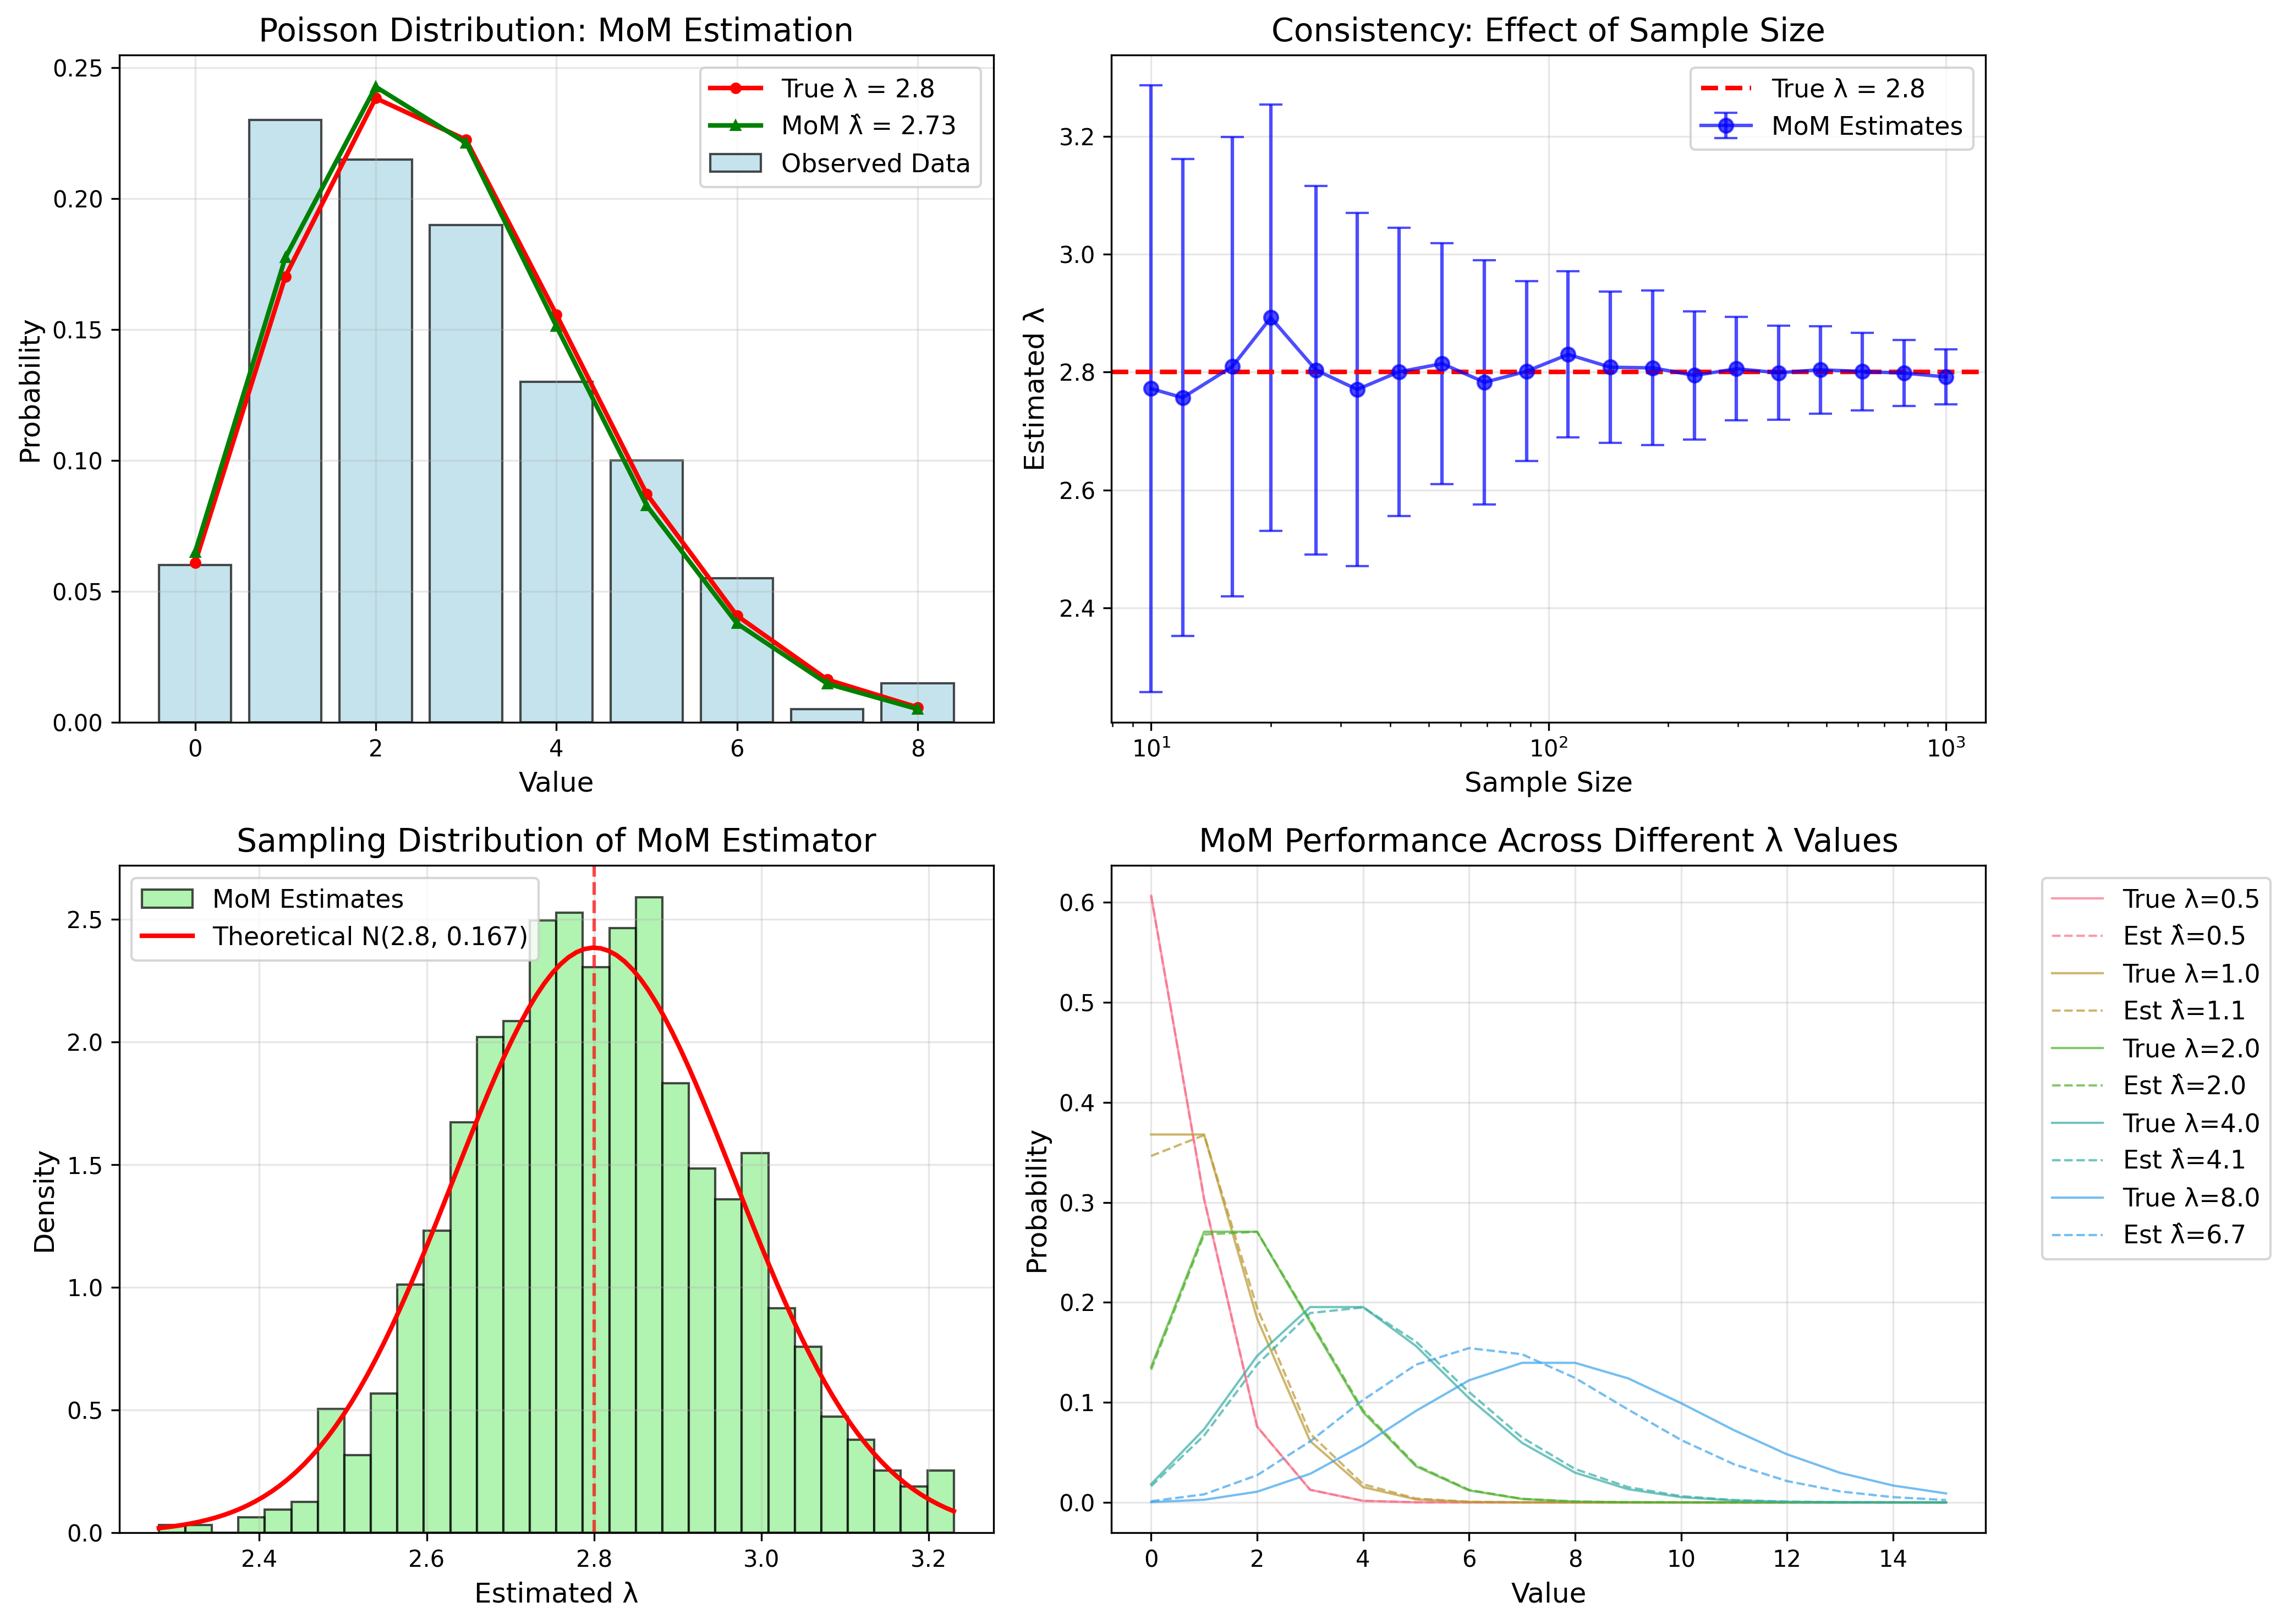 Poisson Distribution: MoM Estimation
0.25
0.20
0.15
0.10
0.05
0.00
Probability
0 2 4 6 8
Value
True λ = 2.8
MoM λ̂ = 2.73
Observed Data
Consistency: Effect of Sample Size
3.2
3.0
2.8
2.6
2.4
Estimated λ
10¹ 10² 10³
Sample Size
True λ = 2.8
MoM Estimates
Sampling Distribution of MoM Estimator
2.5
2.0
1.5
1.0
0.5
0.0
Density
2.4 2.6 2.8 3.0 3.2
Estimated λ
MoM Estimates
Theoretical N(2.8, 0.167)
MoM Performance Across Different λ Values
0.6
0.5
0.4
0.3
0.2
0.1
0.0
Probability
0 2 4 6 8 10 12 14
Value
True λ=0.5
Est λ̂=0.5
True λ=1.0
Est λ̂=1.1
True λ=2.0
Est λ̂=2.0
True λ=4.0
Est λ̂=4.1
True λ=8.0
Est λ̂=6.7